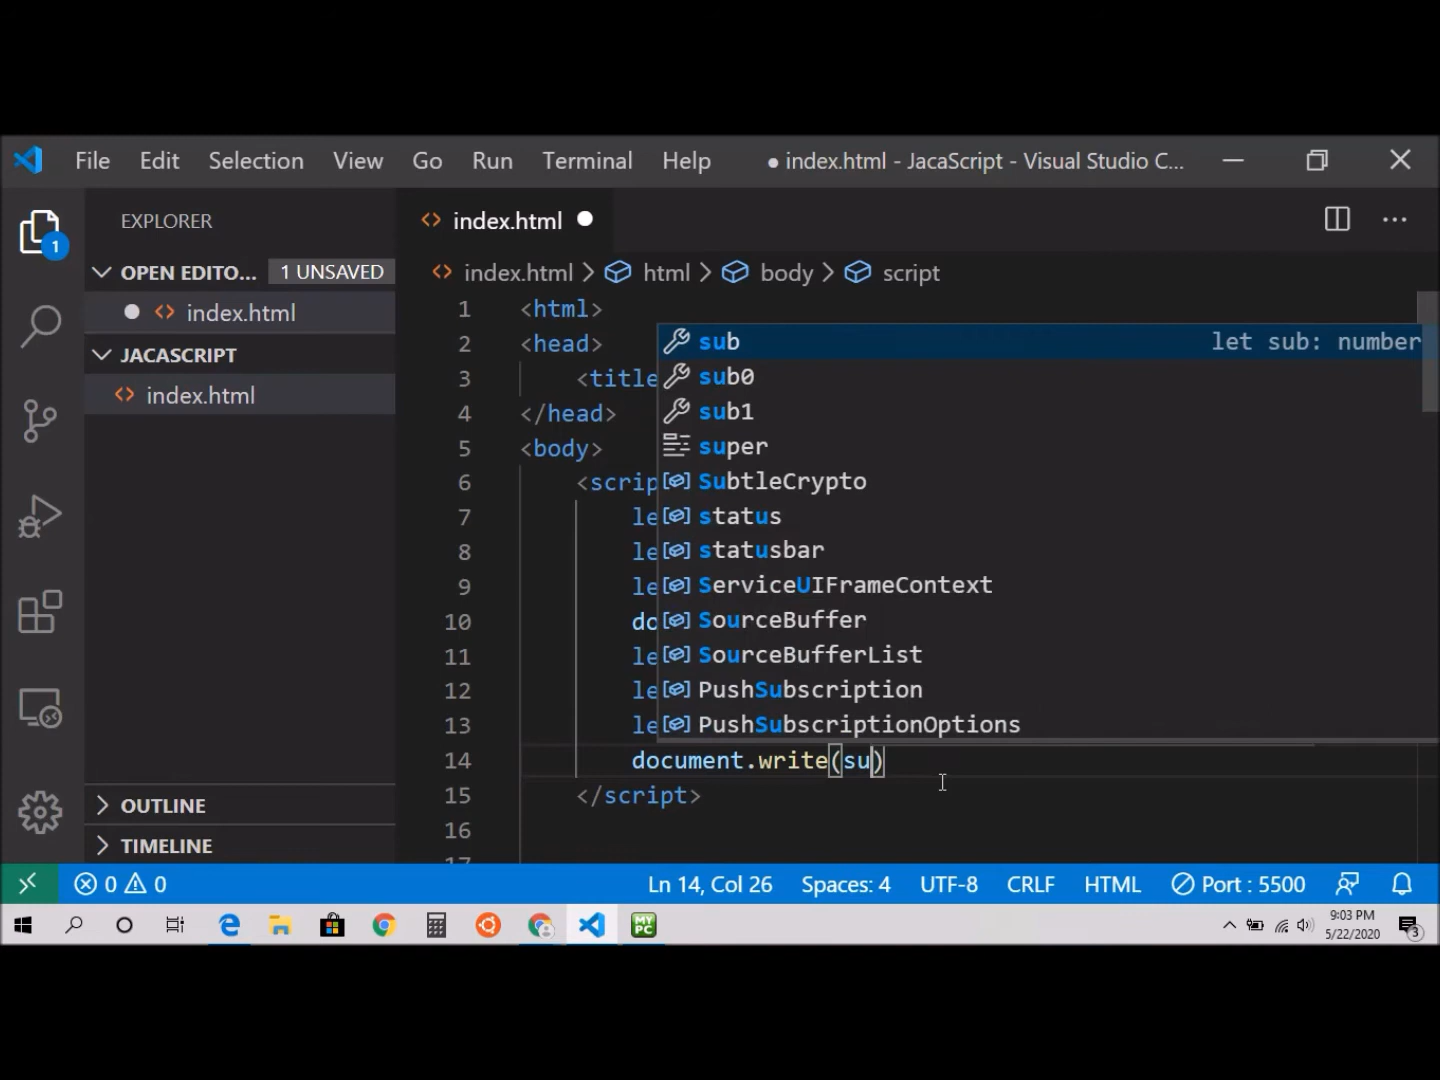 File Edit Selection View Go Run Terminal Help ● index.html - JacaScript - Visual Studio C...
EXPLORER
OPEN EDITO... 1 UNSAVED
index.html
JACASCRIPT
index.html
OUTLINE
TIMELINE
1
index.html
index.html > html > body > script
1 <html>
2 <head>
3 <title
4 </head>
5 <body>
6 <scrip
7 le
8 le
9 le
10 do
11 le
12 le
13 le
14 document.write(su)
15 </script>
16
17
sub let sub: number
sub0
sub1
super
SubtleCrypto
status
statusbar
ServiceUIFrameContext
SourceBuffer
SourceBufferList
PushSubscription
PushSubscriptionOptions
0 0 Ln 14, Col 26 Spaces: 4 UTF-8 CRLF HTML Port : 5500
MY PC
9:03 PM
5/22/2020
3